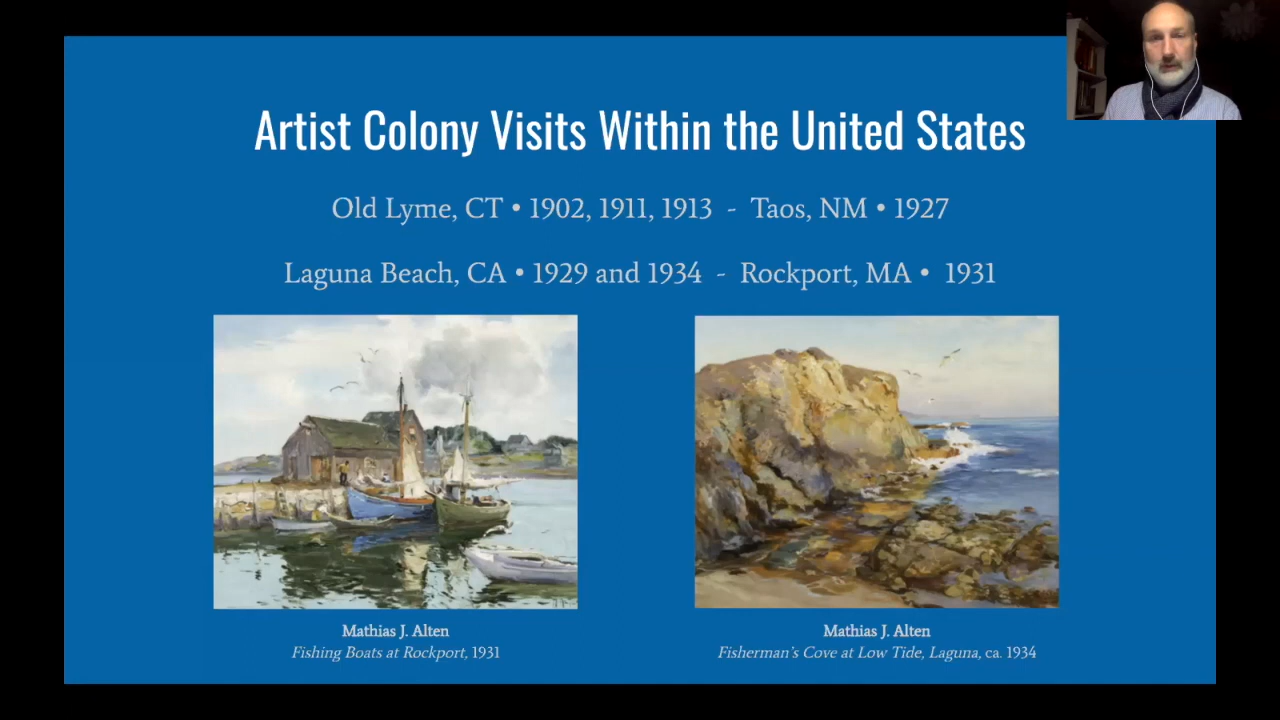 Artist Colony Visits Within the United States
Old Lyme, CT • 1902, 1911, 1913 - Taos, NM • 1927
Laguna Beach, CA • 1929 and 1934 - Rockport, MA • 1931
Mathias J. Alten
Fishing Boats at Rockport, 1931
Mathias J. Alten
Fisherman's Cove at Low Tide, Laguna, ca. 1934